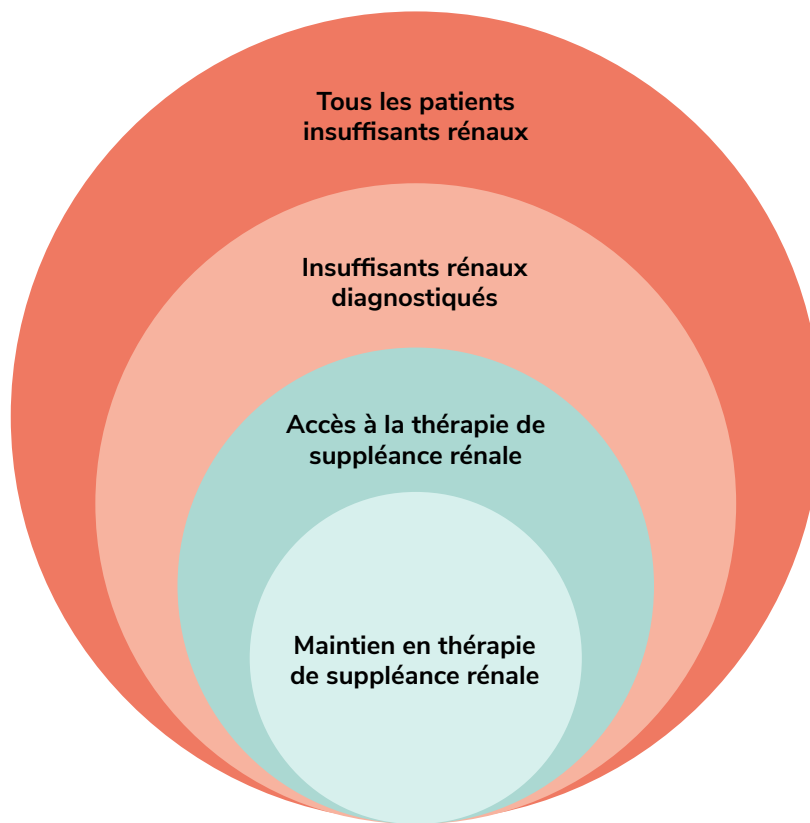 Tous les patients
insuffisants rénaux
Insuffisants rénaux
diagnostiqués
Accès à la thérapie de
suppléance rénale
Maintien en thérapie
de suppléance rénale